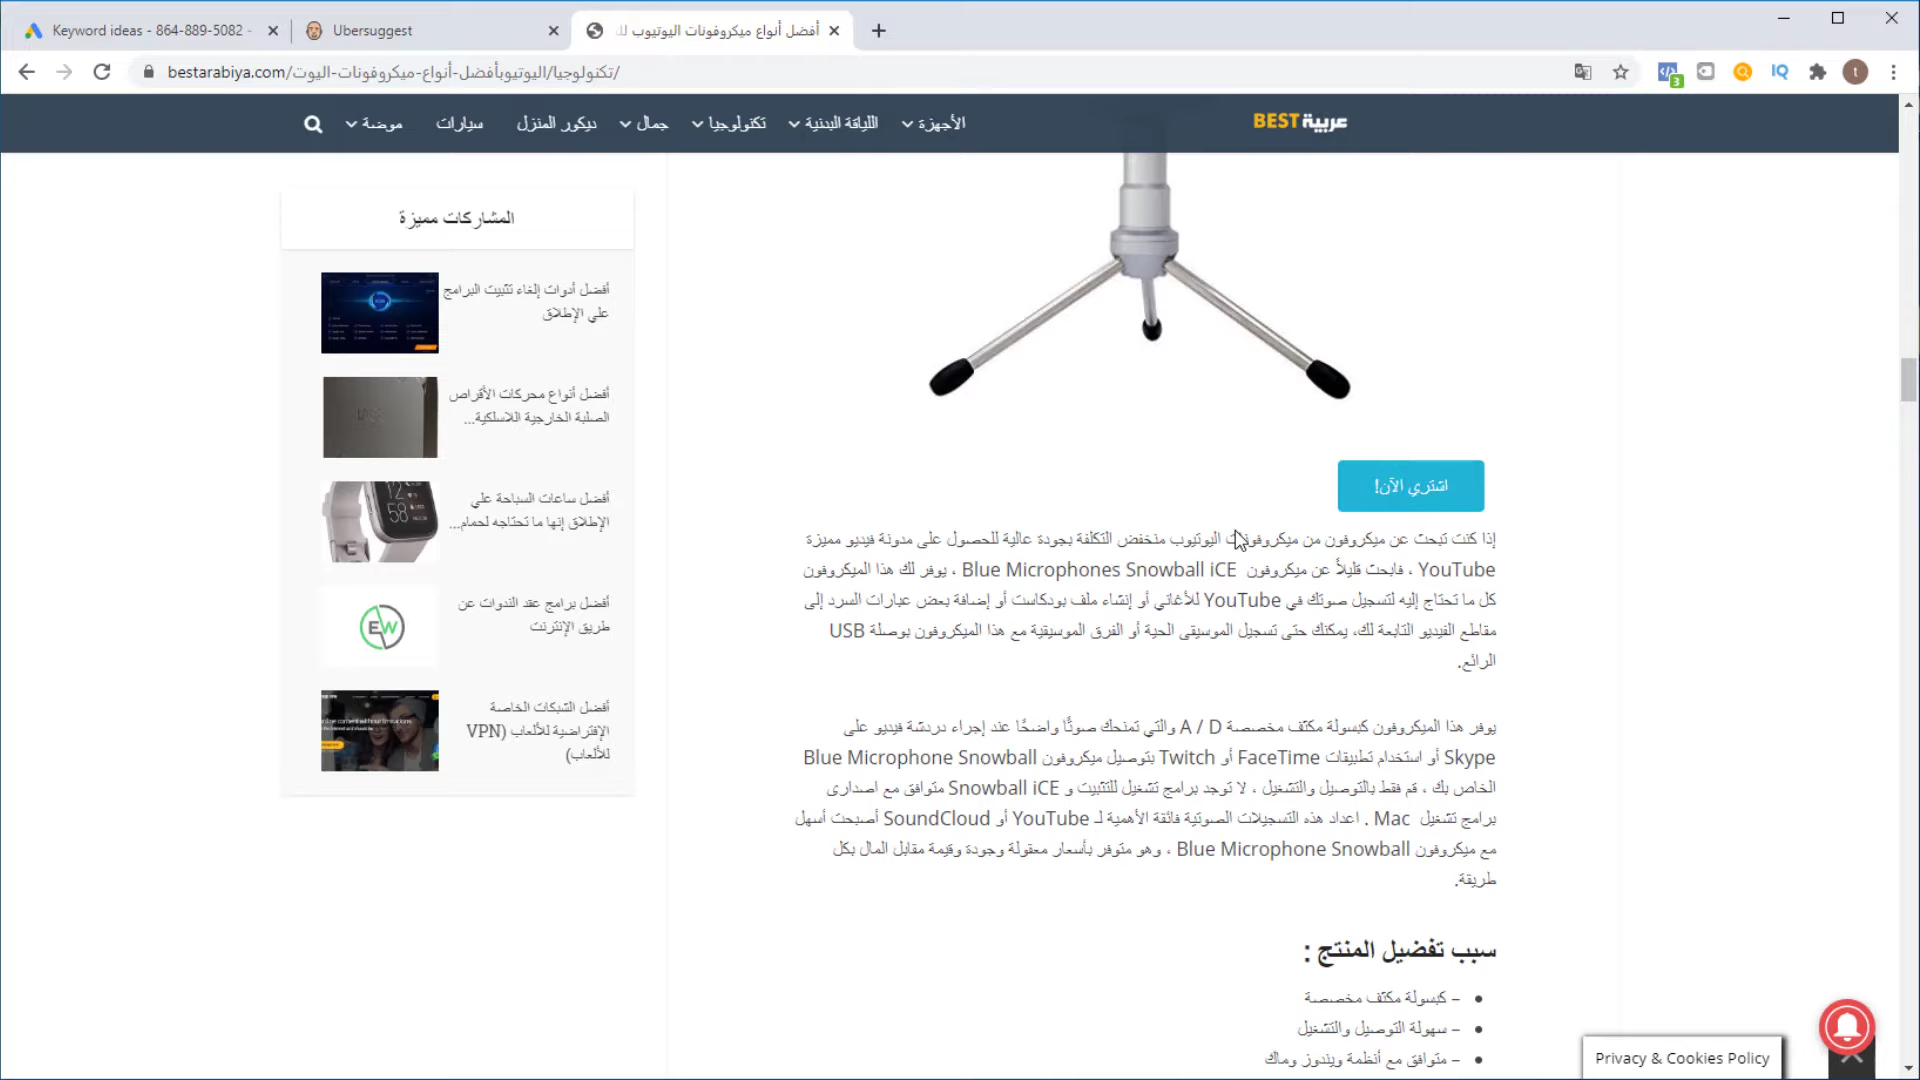 Keyword ideas - 864-889-5082 -
Ubersuggest
أفضل أنواع ميكروفونات اليوتيوب لل
bestarabiya.com/تكنولوجيا/اليوتيوبأفضل-أنواع-ميكروفونات-اليوت/
3
IQ
t
عربية BEST
الأجهزة
اللياقة البدنية
تكنولوجيا
جمال
ديكور المنزل
سيارات
موضة
المشاركات مميزة
أفضل أدوات إلغاء تثبيت البرامج
علي الإطلاق
أفضل أنواع محركات الأقراص
الصلبة الخارجية اللاسلكية...
أفضل ساعات السباحة علي
الإطلاق إنها ما تحتاجه لحمام...
أفضل برامج عقد الندوات عن
طريق الإنترنت
EW
أفضل الشبكات الخاصة
الإفتراضية للألعاب (VPN
للألعاب)
اشتري الآن!
إذا كنت تبحث عن ميكروفون من ميكروفونات اليوتيوب منخفض التكلفة بجودة عالية للحصول على مدونة فيديو مميزة
YouTube ، فابحث قليلاً عن ميكروفون Blue Microphones Snowball iCE ، يوفر لك هذا الميكروفون
كل ما تحتاج إليه لتسجيل صوتك في YouTube للأغاني أو إنشاء ملف بودكاست أو إضافة بعض عبارات السرد إلى
مقاطع الفيديو التابعة لك، يمكنك حتى تسجيل الموسيقى الحية أو الفرق الموسيقية مع هذا الميكروفون بوصلة USB
الرائع.
يوفر هذا الميكروفون كبسولة مكثف مخصصة A / D والتي تمنحك صوتًا واضحًا عند إجراء دردشة فيديو على
Skype أو استخدام تطبيقات FaceTime أو Twitch بتوصيل ميكروفون Blue Microphone Snowball
الخاص بك ، قم فقط بالتوصيل والتشغيل ، لا توجد برامج تشغيل للتثبيت و Snowball iCE متوافق مع اصدارى
برامج تشغيل Mac . اعداد هذه التسجيلات الصوتية فائقة الأهمية لـ YouTube أو SoundCloud أصبحت أسهل
مع ميكروفون Blue Microphone Snowball ، وهو متوفر بأسعار معقولة وجودة وقيمة مقابل المال بكل
طريقة.
سبب تفضيل المنتج :
– كبسولة مكثف مخصصة
– سهولة التوصيل والتشغيل
– متوافق مع أنظمة ويندوز وماك
Privacy & Cookies Policy